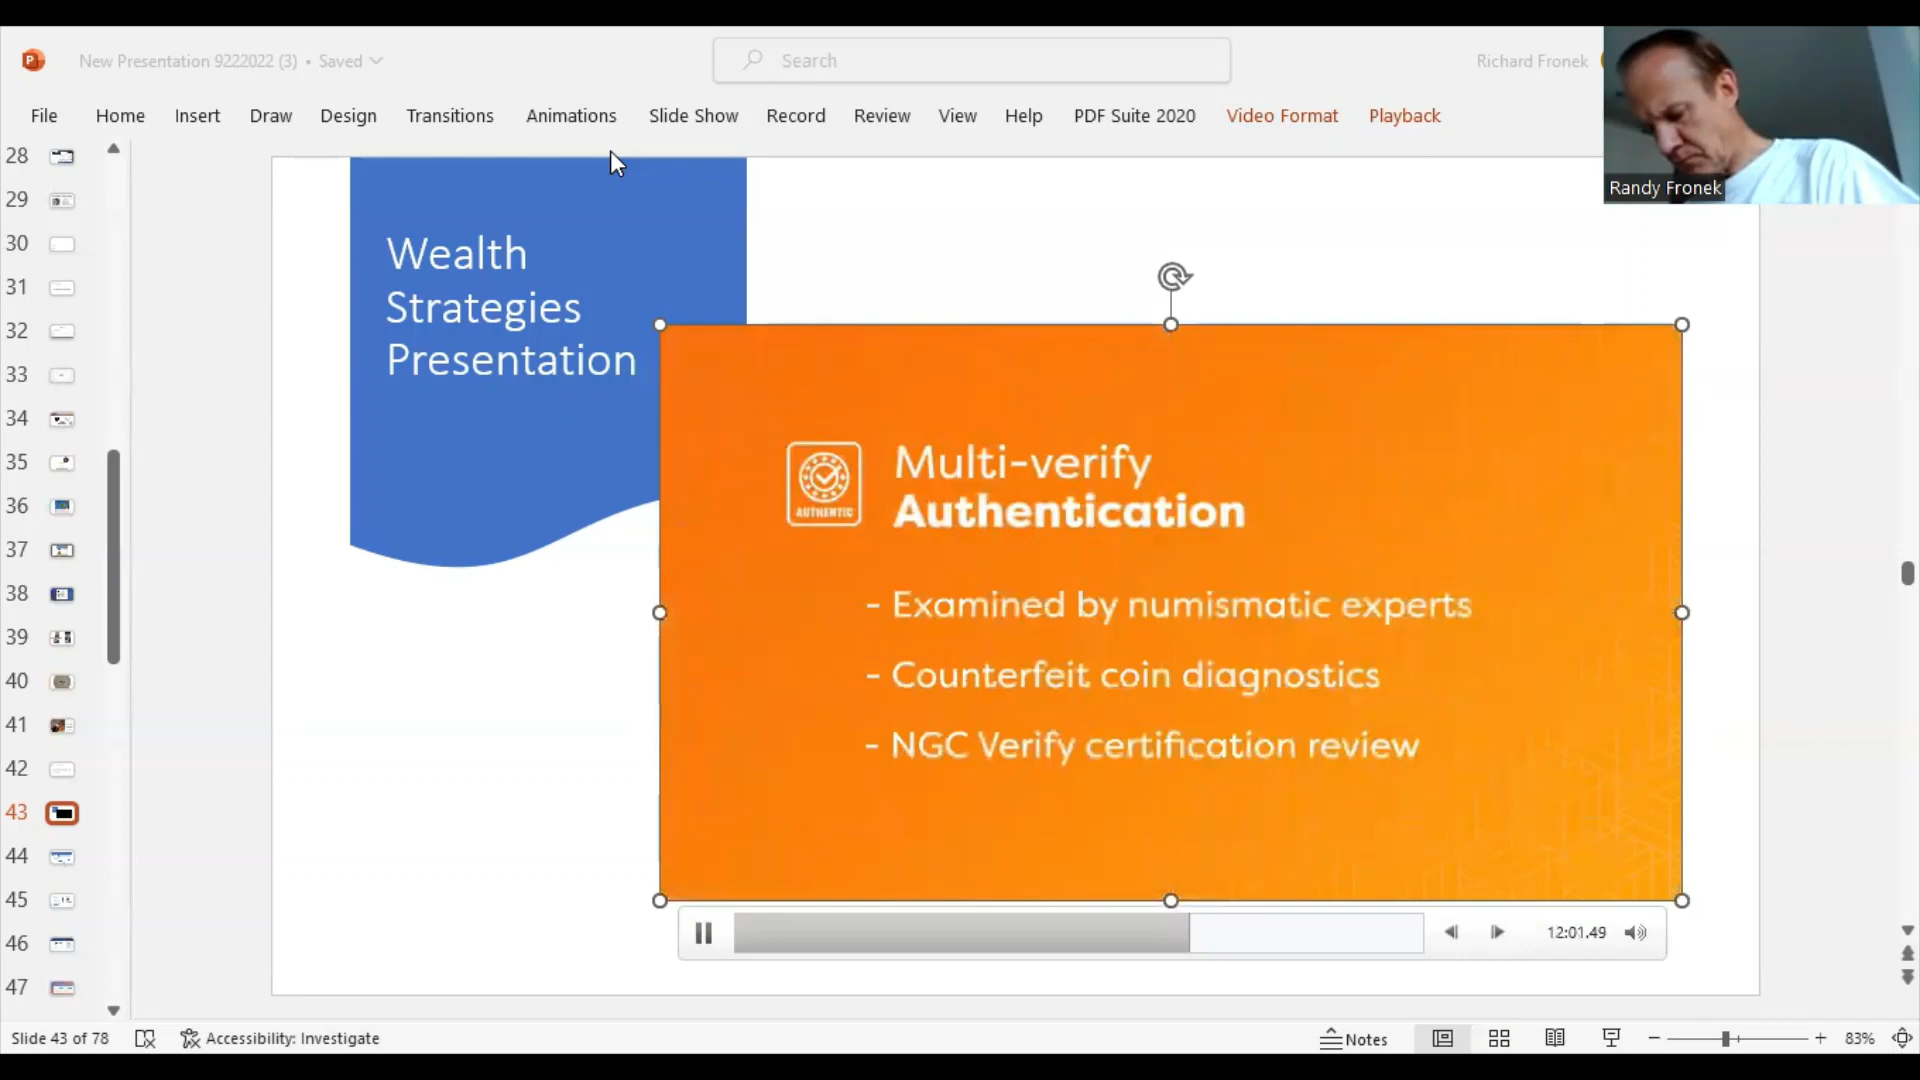 New Presentation 9222022 (3) • Saved
Search
Richard Fronek
File Home Insert Draw Design Transitions Animations Slide Show Record Review View Help PDF Suite 2020 Video Format Playback
Randy Fronek
28
29
30
31
32
33
34
35
36
37
38
39
40
41
42
43
44
45
46
47
Wealth
Strategies
Presentation
AUTHENTIC
Multi-verify
Authentication
- Examined by numismatic experts
- Counterfeit coin diagnostics
- NGC Verify certification review
12:01.49
Slide 43 of 78
Accessibility: Investigate
Notes
83%